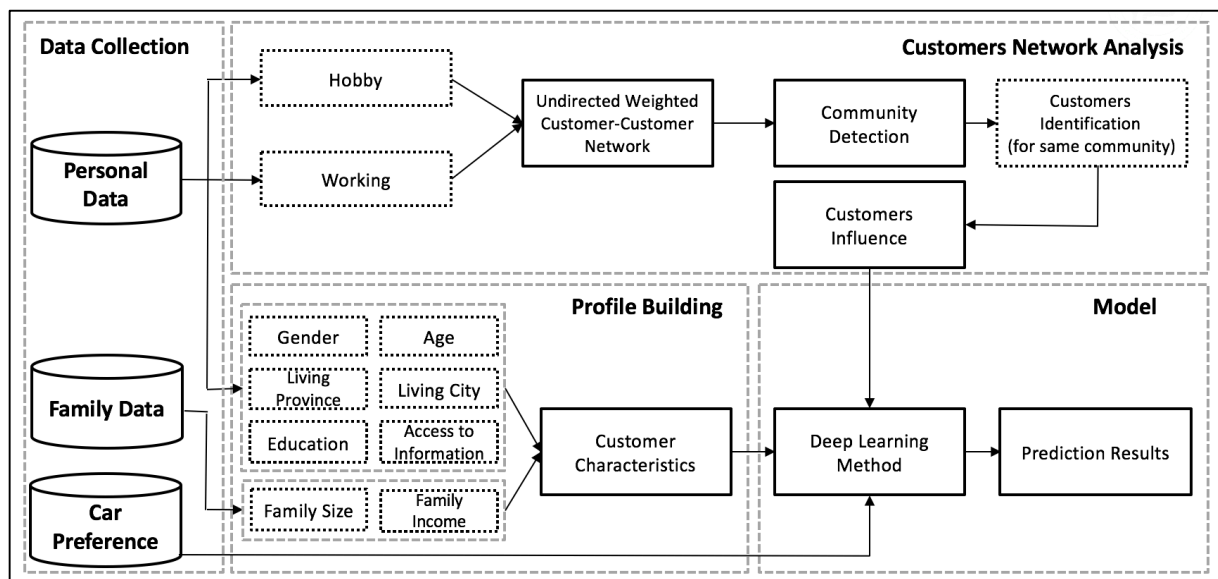 Data Collection
Personal
Data
Family Data
Car
Preference
Customers Network Analysis
Hobby
Working
Undirected Weighted
Customer-Customer
Network
Community
Detection
Customers
Identification
(for same community)
Customers
Influence
Profile Building
Gender
Age
Living
Province
Living City
Education
Access to
Information
Family Size
Family
Income
Customer
Characteristics
Model
Deep Learning
Method
Prediction Results